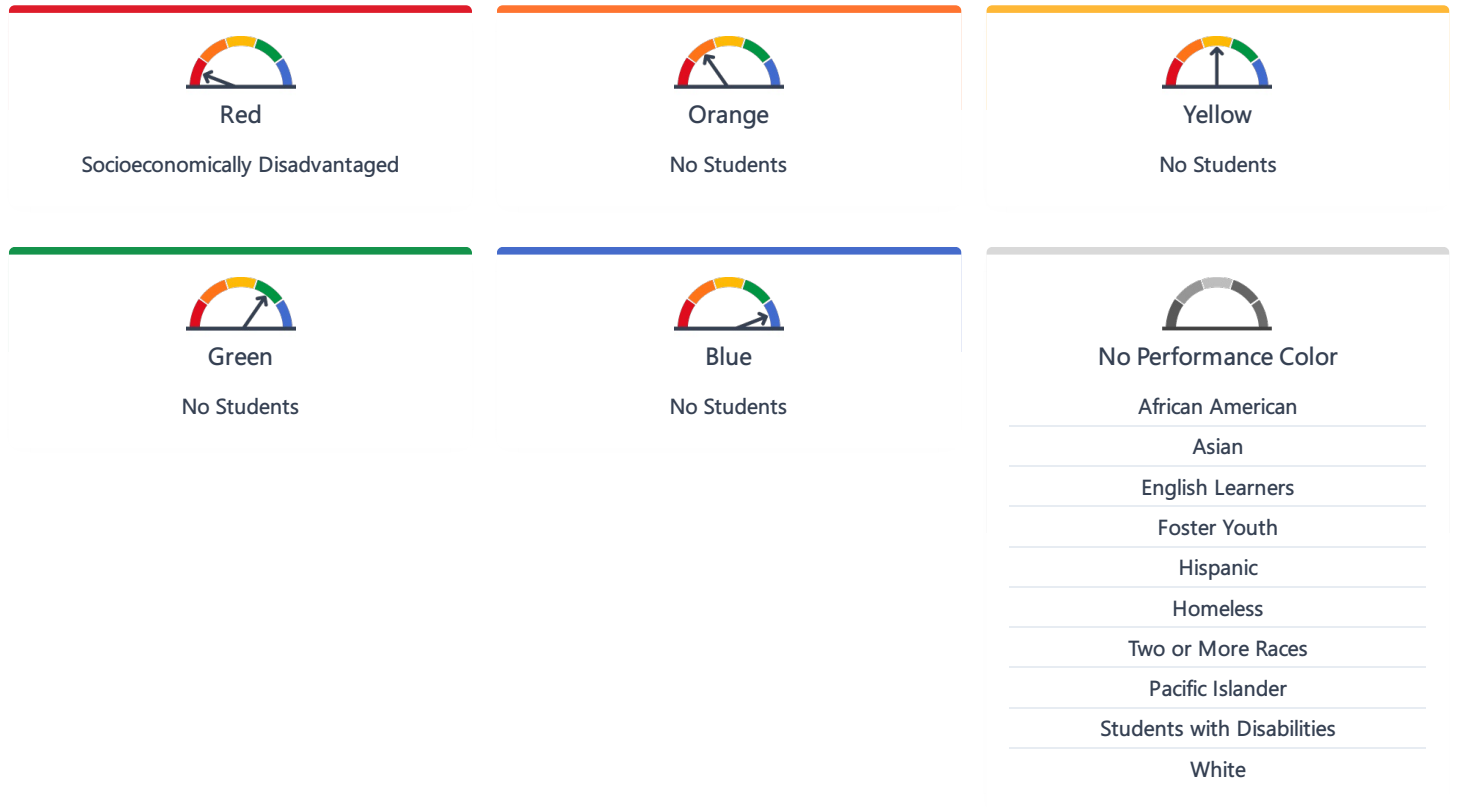 Red
Socioeconomically Disadvantaged
Orange
No Students
Yellow
No Students
Green
No Students
Blue
No Students
No Performance Color
African American
Asian
English Learners
Foster Youth
Hispanic
Homeless
Two or More Races
Pacific Islander
Students with Disabilities
White